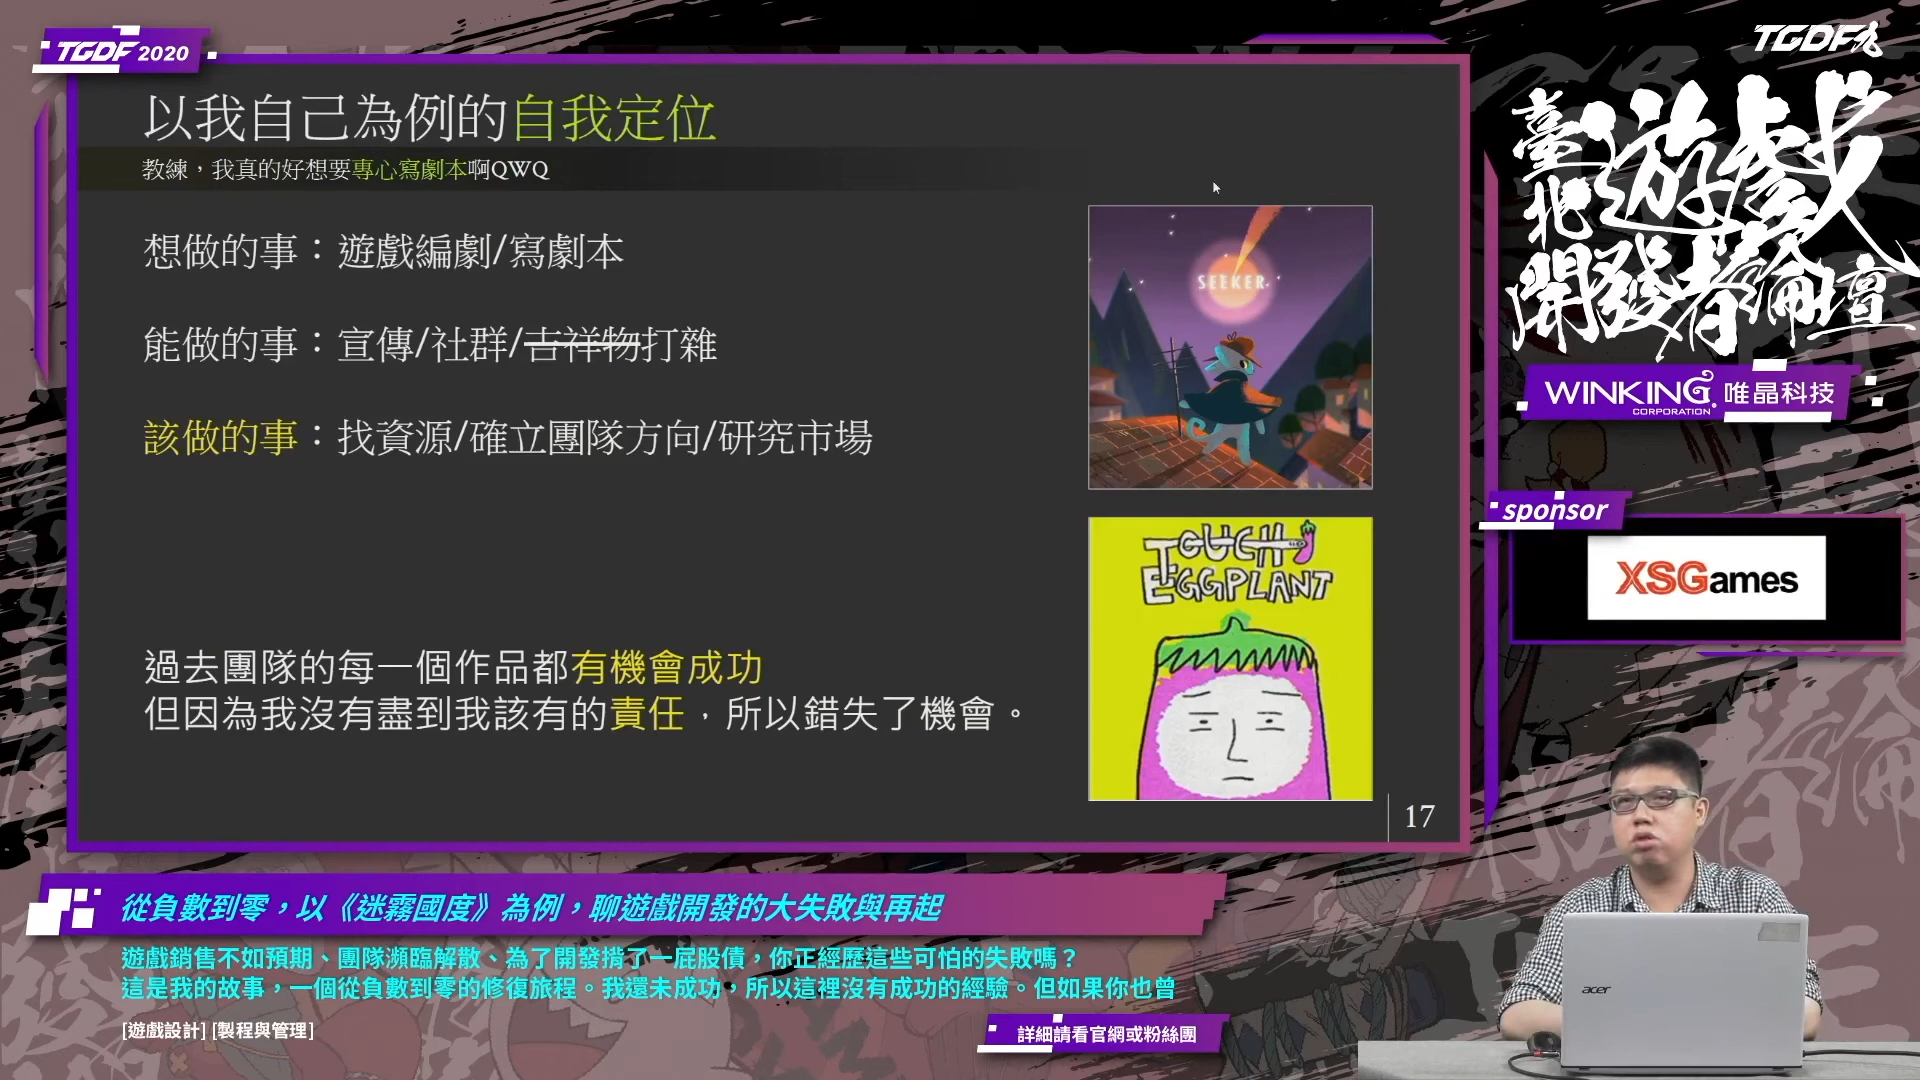 TGDF 2020
以我自己為例的自我定位
教練，我真的好想要專心寫劇本啊QWQ
想做的事：遊戲編劇/寫劇本
能做的事：宣傳/社群/吉祥物打雜
該做的事：找資源/確立團隊方向/研究市場
過去團隊的每一個作品都有機會成功
但因為我沒有盡到我該有的責任，所以錯失了機會。
SEEKER
TOUCH
EGGPLANT
17
TGDF
臺北
遊戲
開發者論壇
WINKING
CORPORATION
唯晶科技
sponsor
XSGames
從負數到零，以《迷霧國度》為例，聊遊戲開發的大失敗與再起
遊戲銷售不如預期、團隊瀕臨解散、為了開發揹了一屁股債，你正經歷這些可怕的失敗嗎？
這是我的故事，一個從負數到零的修復旅程。我還未成功，所以這裡沒有成功的經驗。但如果你也曾
[遊戲設計] [製程與管理]
詳細請看官網或粉絲團
acer